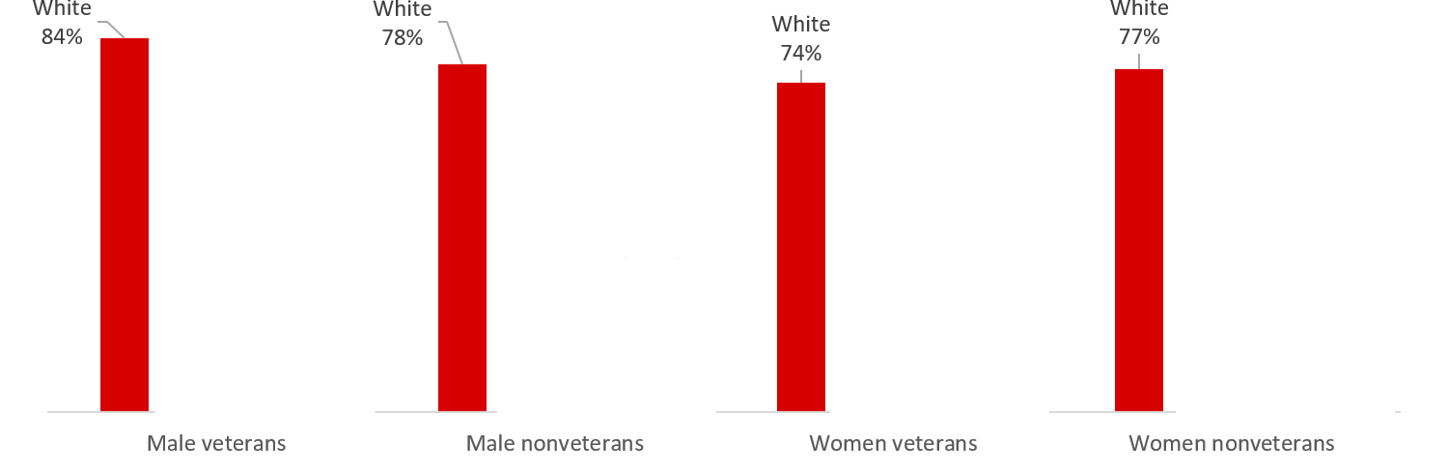 White
84%
White
78%
White
74%
White
77%
Male veterans
Male nonveterans
Women veterans
Women nonveterans